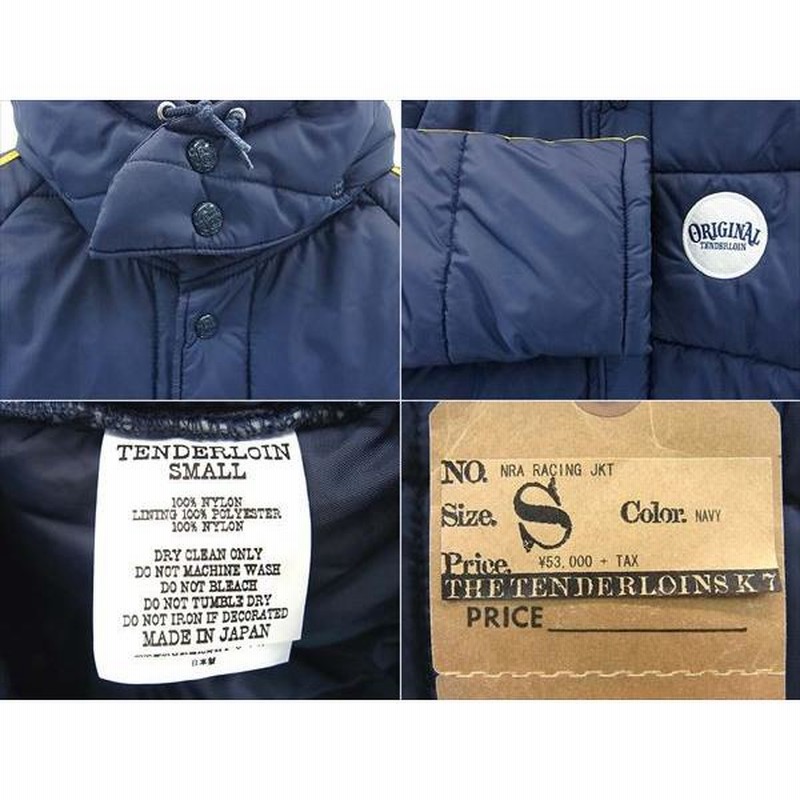 ORIGINAL
TENDERLOIN
TENDERLOIN
SMALL
100% NYLON
LINING 100% POLYESTER
100% NYLON
DRY CLEAN ONLY
DO NOT MACHINE WASH
DO NOT BLEACH
DO NOT TUMBLE DRY
DO NOT IRON IF DECORATED
MADE IN JAPAN
日本製
NO. NRA RACING JKT
Size. S Color. NAVY
Price. ¥53,000 + TAX
THE TENDERLOINS K 7
PRICE